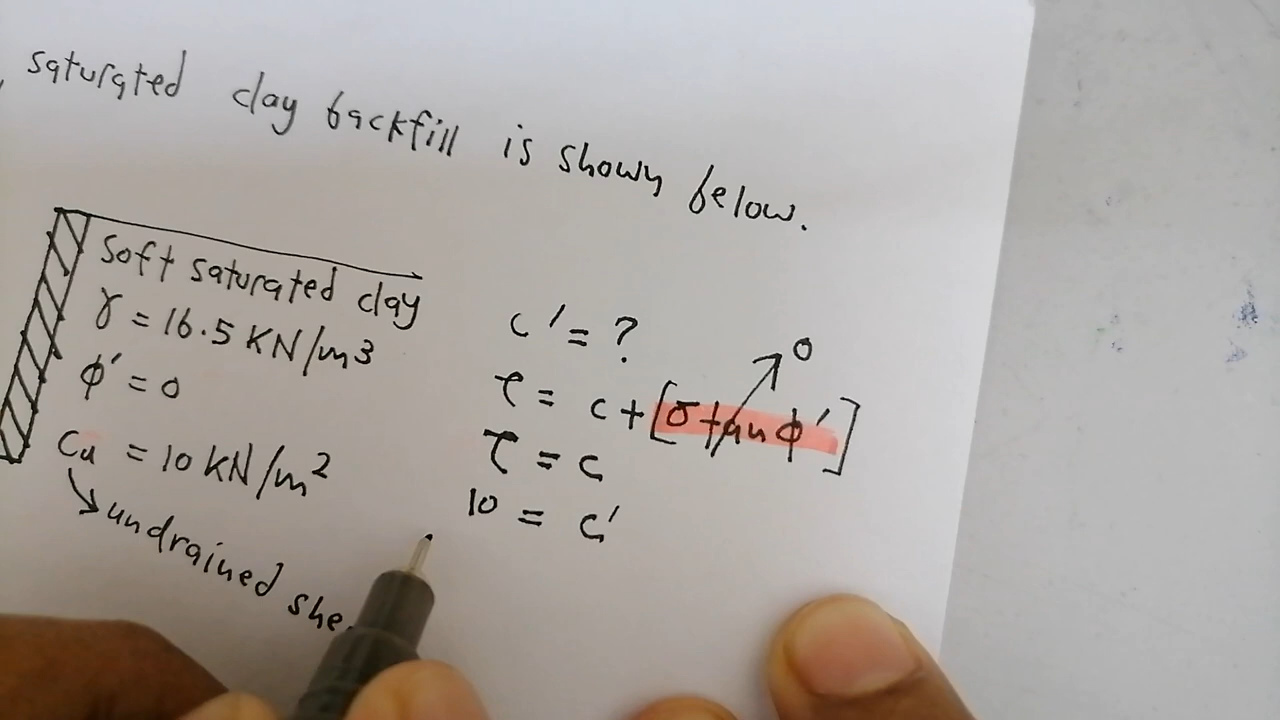 saturated clay backfill is shown below.
soft saturated clay
γ = 16.5 KN/m³
ϕ' = 0
Cu = 10 KN/m²
undrained she
c' = ?
τ = c + [σ tan ϕ'] 0
τ = c
10 = c'